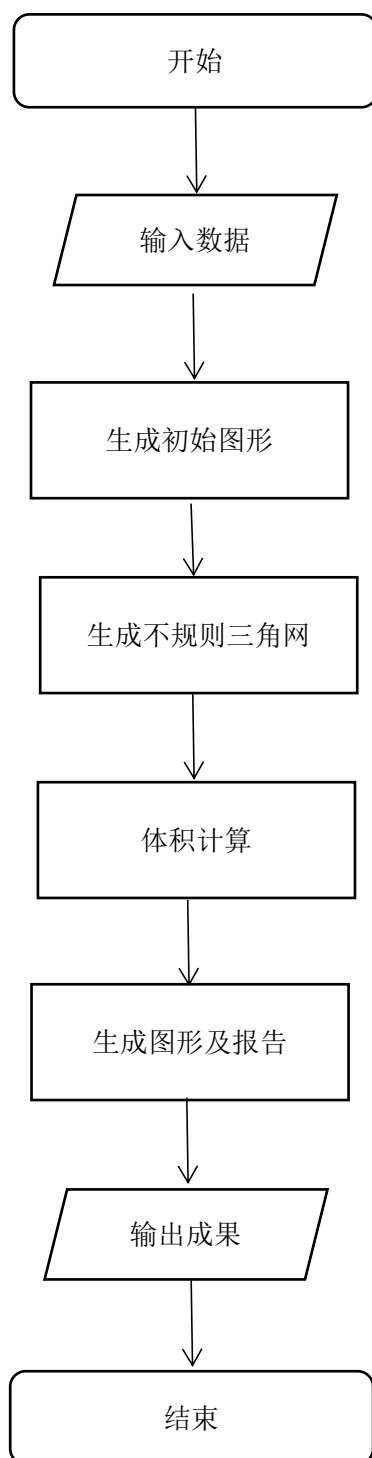 开始
输入数据
生成初始图形
生成不规则三角网
体积计算
生成图形及报告
输出成果
结束